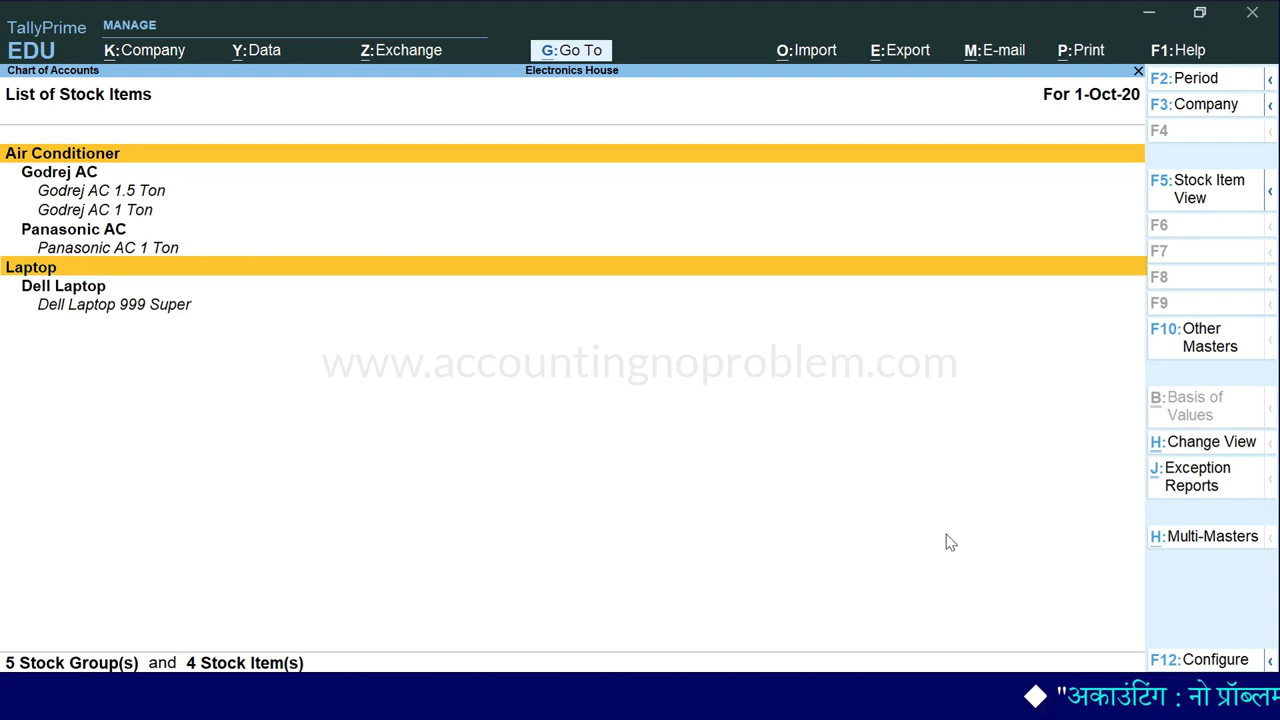 TallyPrime MANAGE
EDU K:Company Y:Data Z:Exchange G:Go To O:Import E:Export M:E-mail P:Print F1:Help
Chart of Accounts Electronics House
List of Stock Items For 1-Oct-20
Air Conditioner
Godrej AC
Godrej AC 1.5 Ton
Godrej AC 1 Ton
Panasonic AC
Panasonic AC 1 Ton
Laptop
Dell Laptop
Dell Laptop 999 Super
www.accountingnoproblem.com
5 Stock Group(s) and 4 Stock Item(s)
F2:Period
F3:Company
F4
F5:Stock Item
View
F6
F7
F8
F9
F10:Other
Masters
B:Basis of
Values
H:Change View
J:Exception
Reports
H:Multi-Masters
F12:Configure
"अकाउंटिंग : नो प्रॉब्लम